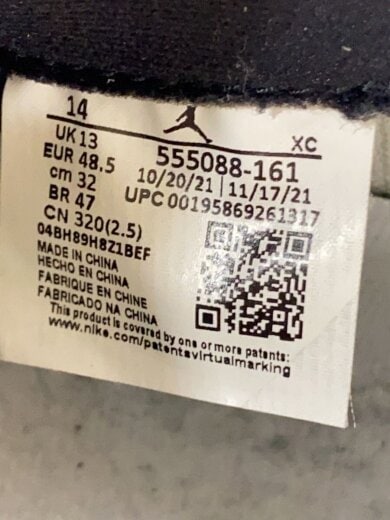 14
XC
UK 13
EUR 48.5
cm 32
BR 47
CN 320(2.5)
04BH89H8Z1BEF
555088-161
10/20/21 | 11/17/21
UPC 00195869261317
MADE IN CHINA
HECHO EN CHINA
FABRIQUE EN CHINE
FABRICADO NA CHINA
This product is covered by one or more patents:
www.nike.com/patentsvirtualmarking